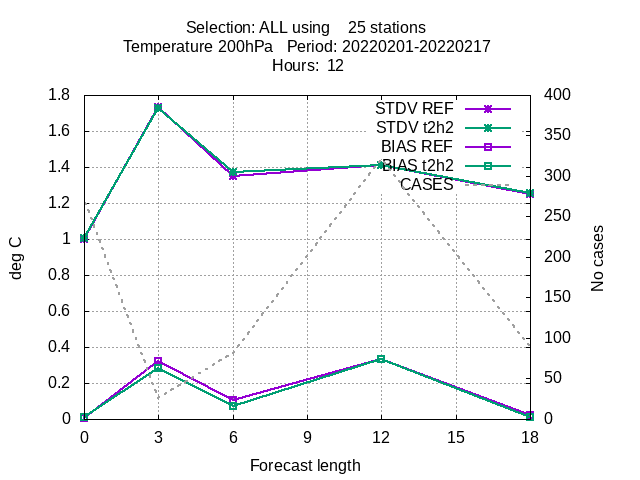 Selection: ALL using 25 stations
Temperature 200hPa Period: 20220201-20220217
Hours: 12
1.8
1.6
1.4
1.2
1
0.8
0.6
0.4
0.2
0
400
350
300
250
200
150
100
50
0
deg C
No cases
STDV REF
STDV t2h2
BIAS REF
BIAS t2h2
CASES
0 3 6 9 12 15 18
Forecast length